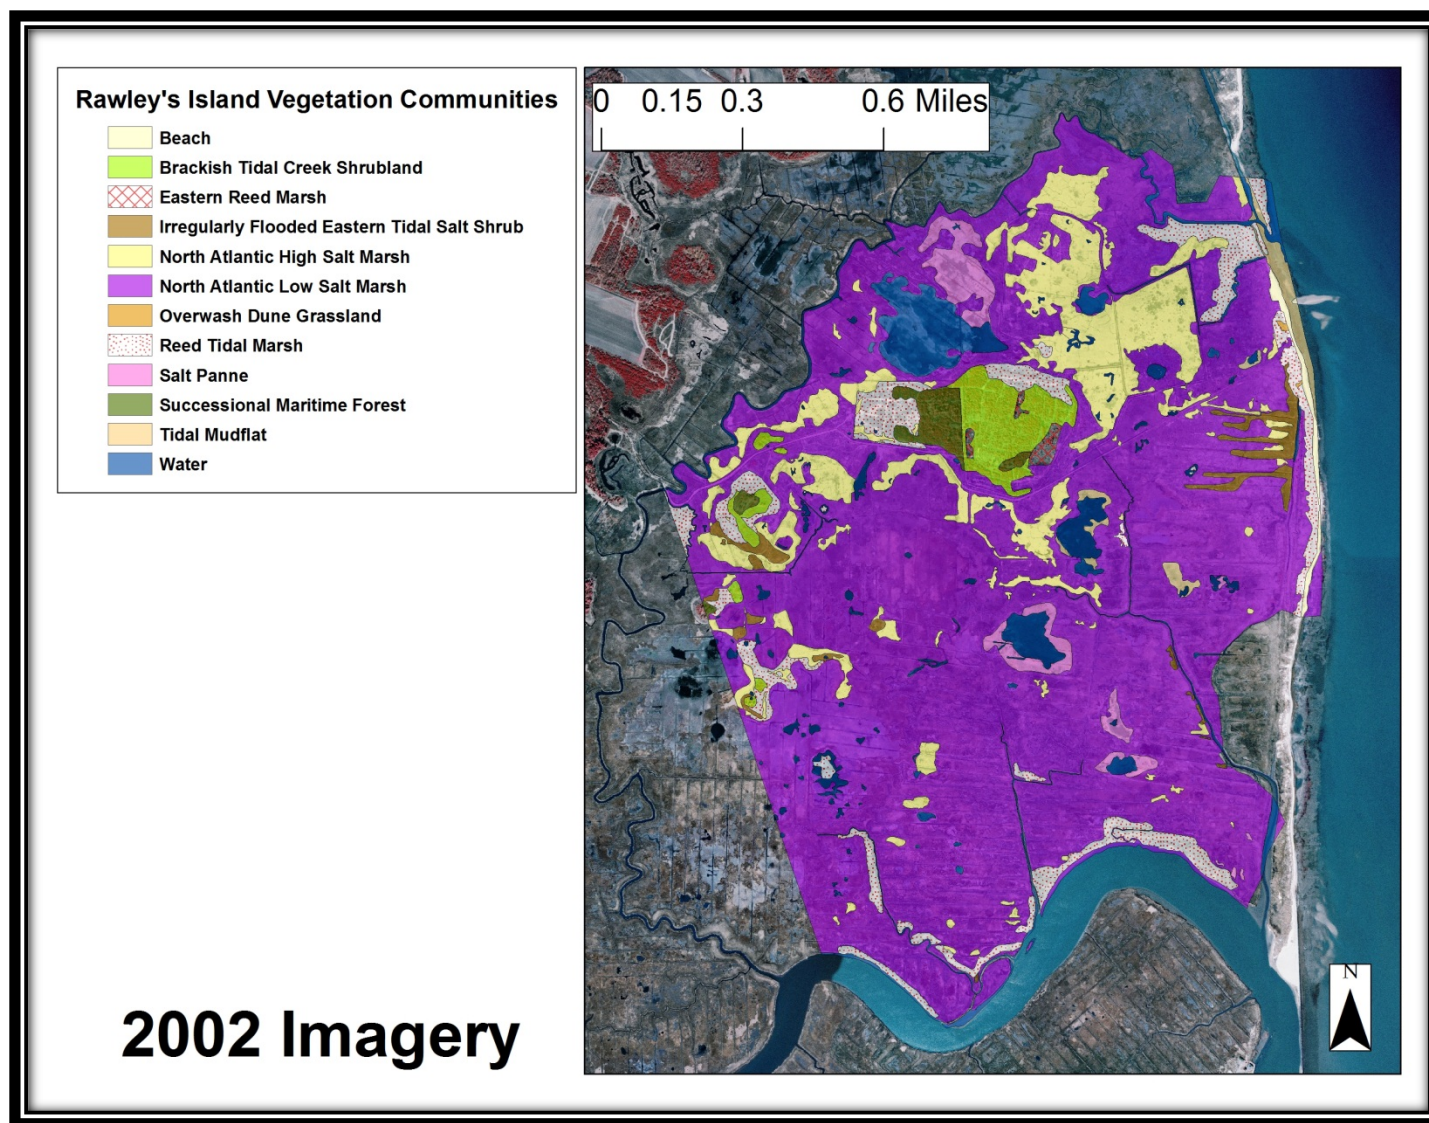 Rawley's Island Vegetation Communities
Beach
Brackish Tidal Creek Shrubland
Eastern Reed Marsh
Irregularly Flooded Eastern Tidal Salt Shrub
North Atlantic High Salt Marsh
North Atlantic Low Salt Marsh
Overwash Dune Grassland
Reed Tidal Marsh
Salt Panne
Successional Maritime Forest
Tidal Mudflat
Water
0 0.15 0.3 0.6 Miles
2002 Imagery
N